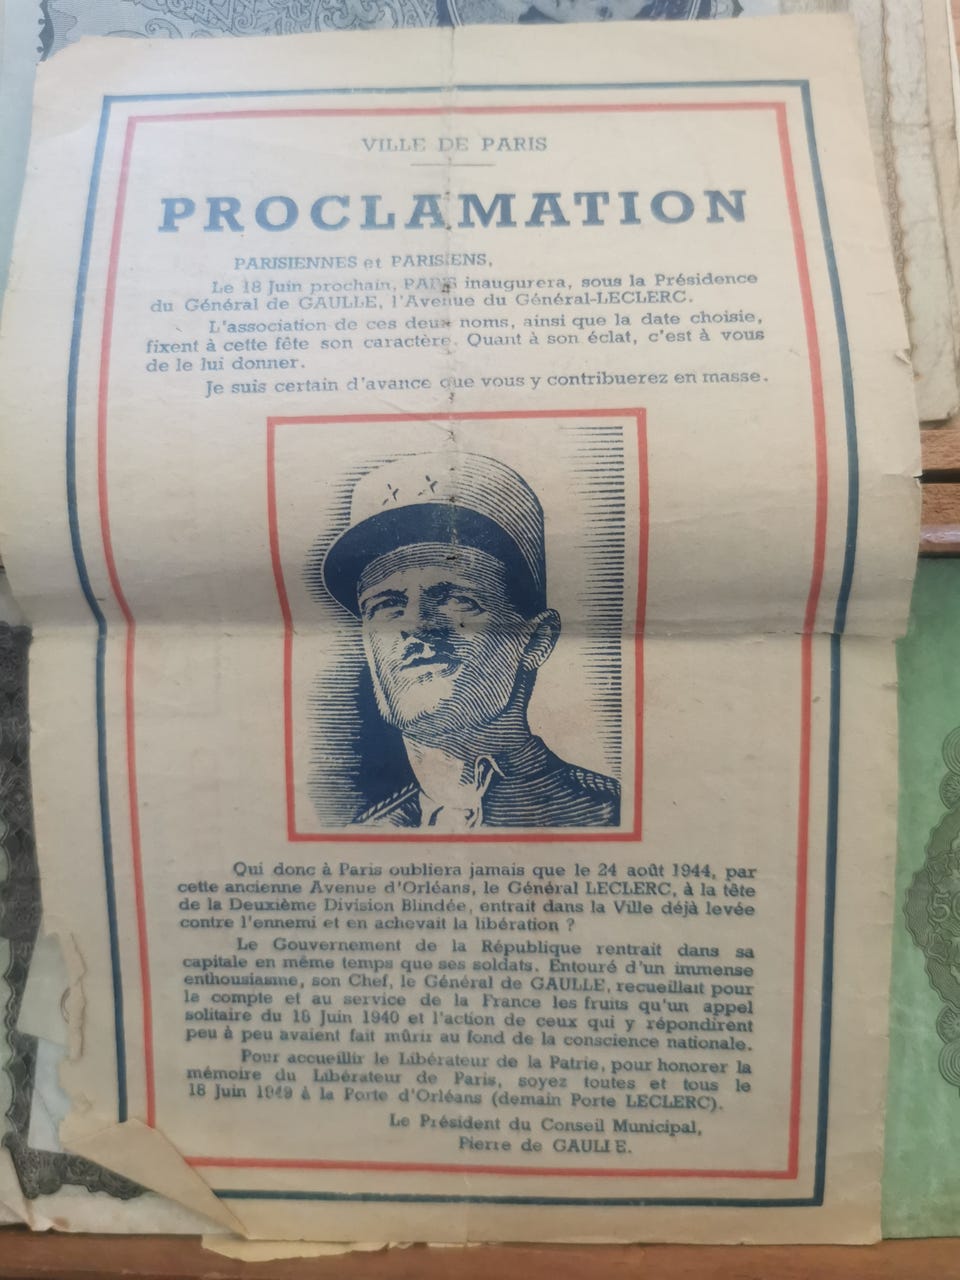 VILLE DE PARIS
PROCLAMATION
PARISIENNES et PARISIENS,
Le 18 Juin prochain, PARIS inaugurera, sous la Présidence
du Général de GAULLE, l'Avenue du Général-LECLERC.
L'association de ces deux noms, ainsi que la date choisie,
fixent à cette fête son caractère. Quant à son éclat, c'est à vous
de le lui donner.
Je suis certain d'avance que vous y contribuerez en masse.
Qui donc à Paris oubliera jamais que le 24 août 1944, par
cette ancienne Avenue d'Orléans, le Général LECLERC, à la tête
de la Deuxième Division Blindée, entrait dans la Ville déjà levée
contre l'ennemi et en achevait la libération ?
Le Gouvernement de la République rentrait dans sa
capitale en même temps que ses soldats. Entouré d'un immense
enthousiasme, son Chef, le Général de GAULLE, recueillait pour
le compte et au service de la France les fruits qu'un appel
solitaire du 18 Juin 1940 et l'action de ceux qui y répondirent
peu à peu avaient fait mûrir au fond de la conscience nationale.
Pour accueillir le Libérateur de la Patrie, pour honorer la
mémoire du Libérateur de Paris, soyez toutes et tous le
18 Juin 1949 à la Porte d'Orléans (demain Porte LECLERC).
Le Président du Conseil Municipal,
Pierre de GAULLE.